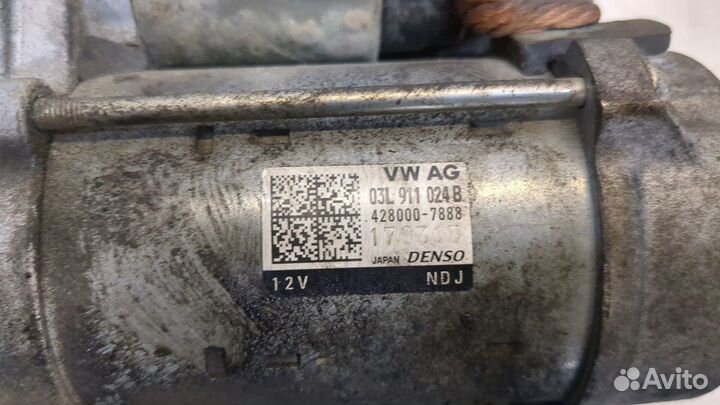 VW AG
03L 911 024 B
428000-7888
JAPAN DENSO
12V NDJ
Avito